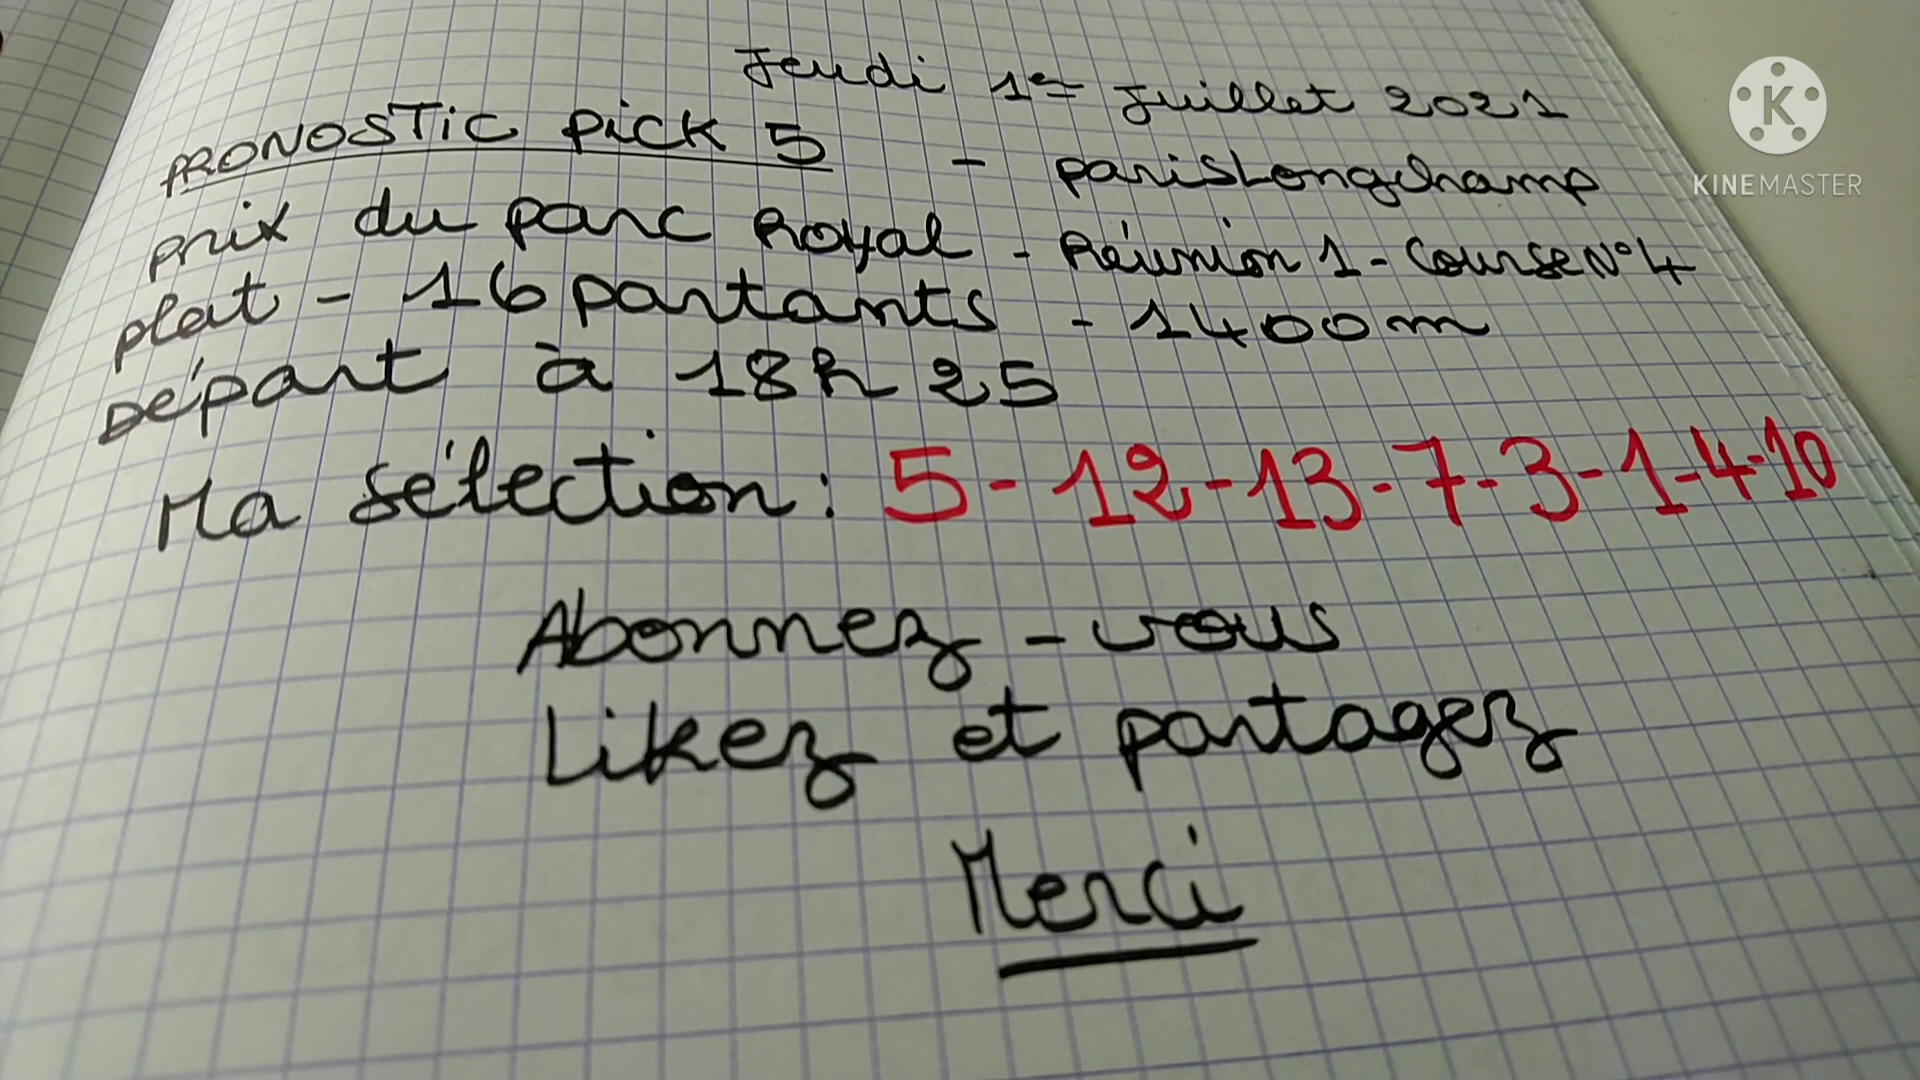 Jeudi 1er Juillet 2021
PRONOSTIC PICK 5 - parisLongchamp
prix du parc Royal - Réunion 1 - Course N°4
plat - 16 partants - 1400m
Départ à 18h25
Ma sélection: 5-12-13-7-3-1-4-10
Abonnez-vous
Likez et partagez
Merci
K
KINEMASTER